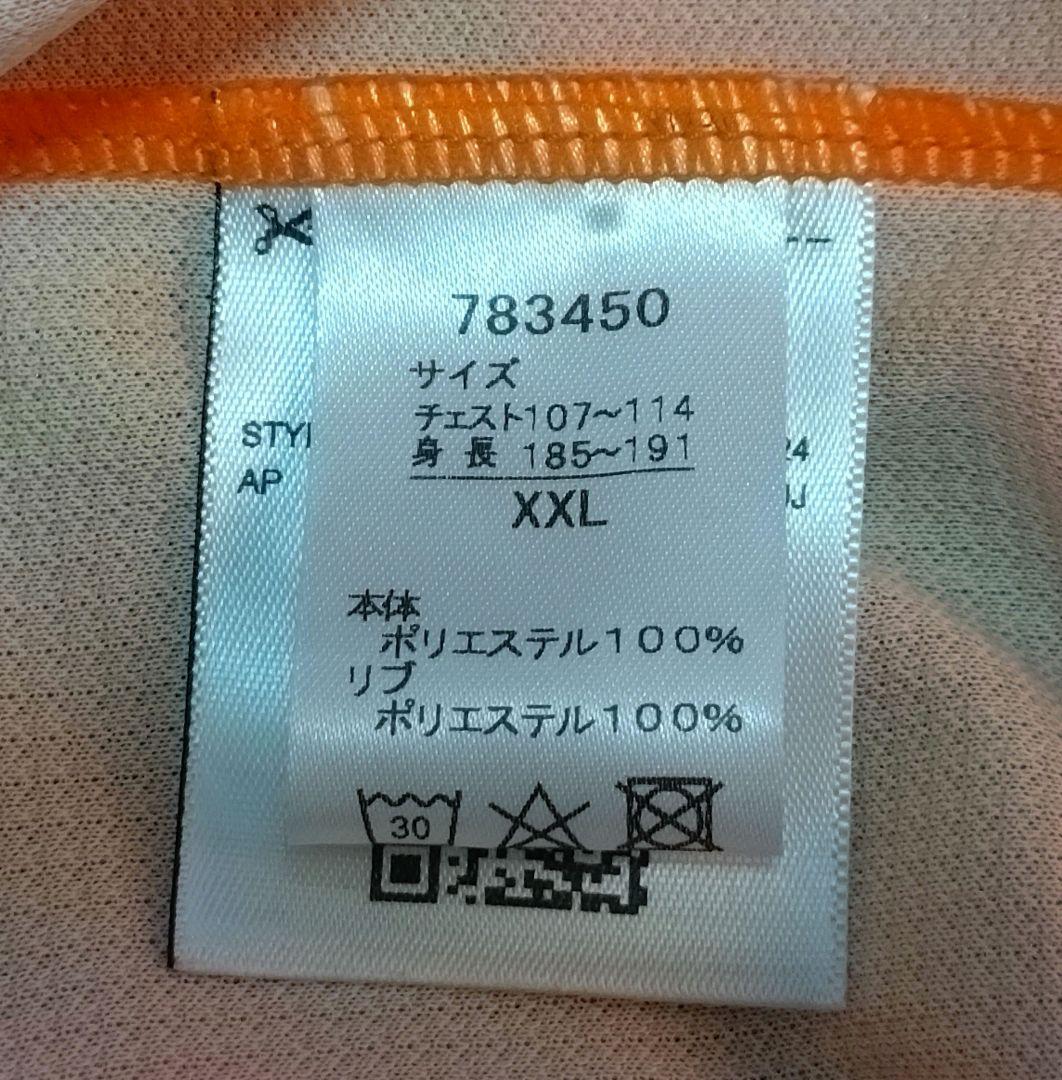 783450
サイズ
チェスト107～114
身長 185～191
XXL
本体
ポリエステル100%
リブ
ポリエステル100%
30
AP
24